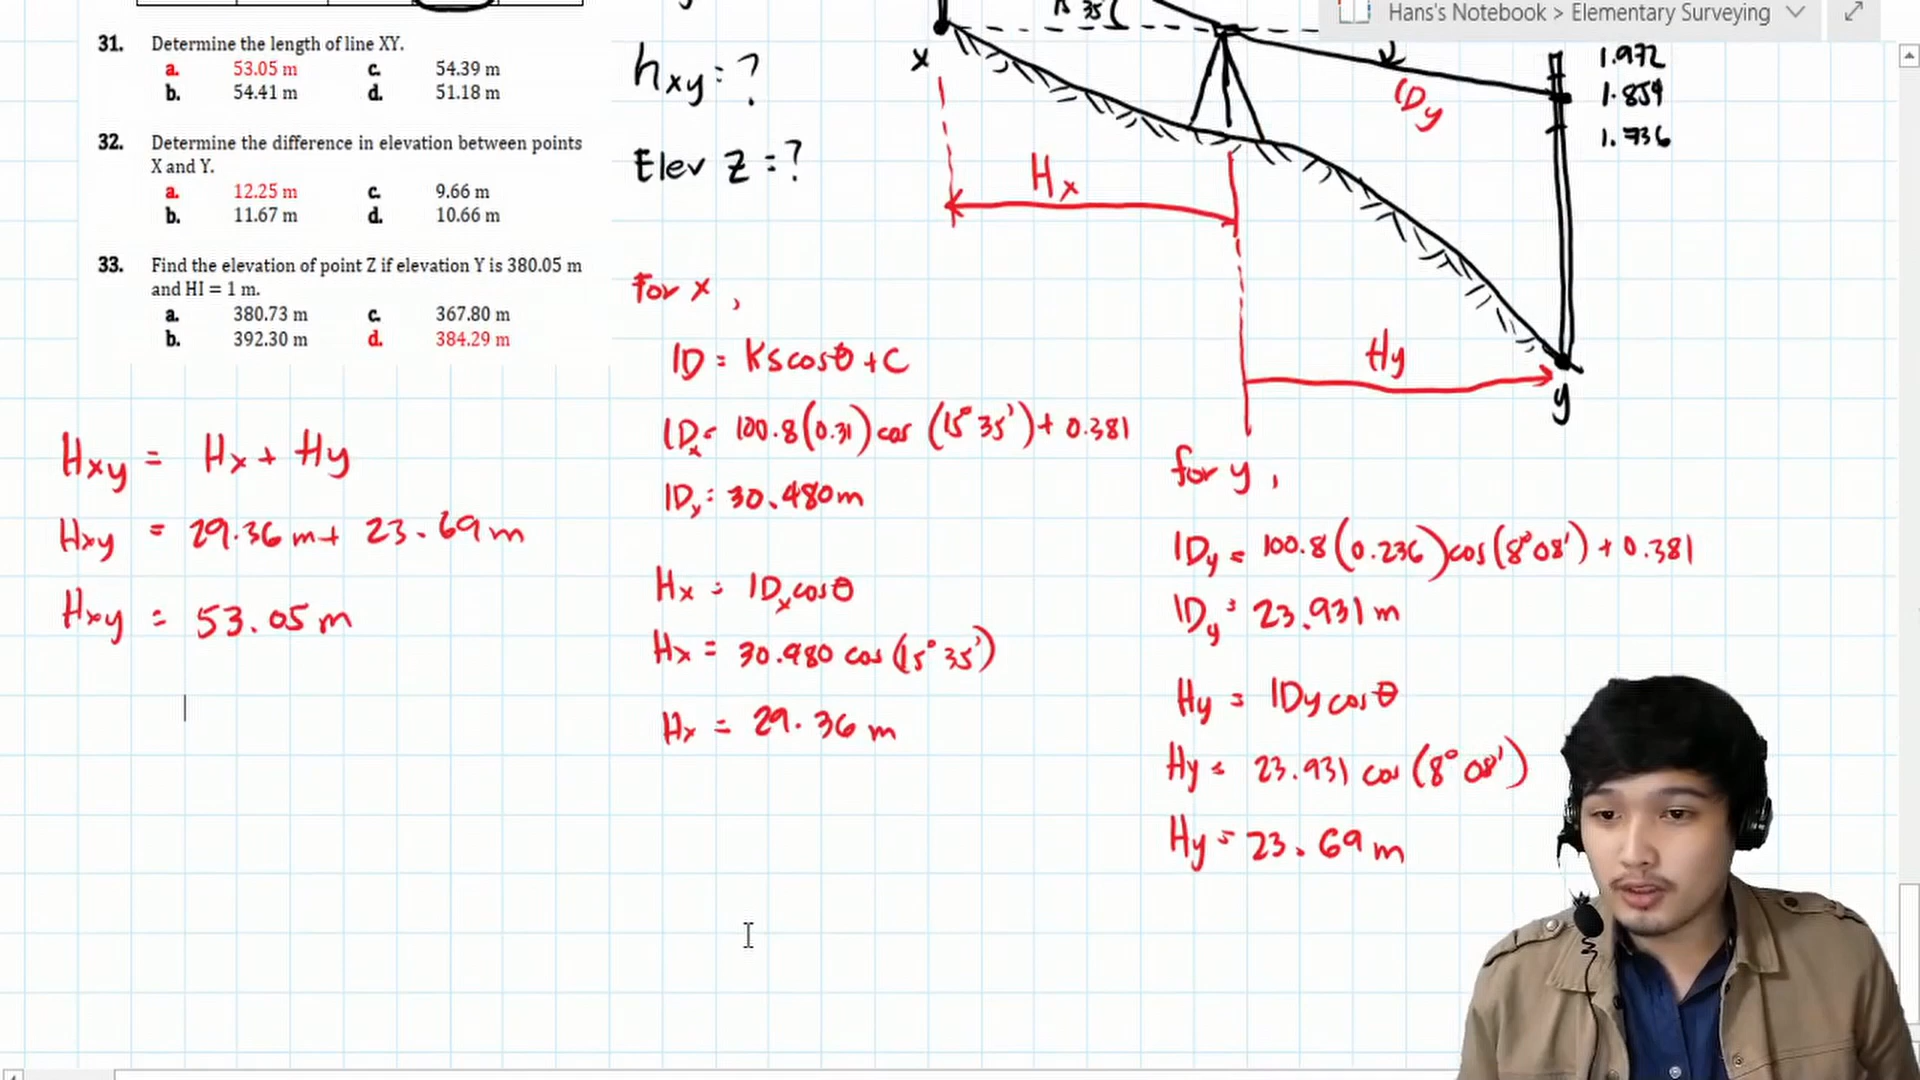 Hans's Notebook > Elementary Surveying
31. Determine the length of line XY.
a. 53.05 m c. 54.39 m
b. 54.41 m d. 51.18 m
32. Determine the difference in elevation between points
X and Y.
a. 12.25 m c. 9.66 m
b. 11.67 m d. 10.66 m
33. Find the elevation of point Z if elevation Y is 380.05 m
and HI = 1 m.
a. 380.73 m c. 367.80 m
b. 392.30 m d. 384.29 m
hxy = ?
Elev Z = ?
x
Hx
IDy
1.972
1.854
1.736
Hy
y
Hxy = Hx + Hy
Hxy = 29.36 m + 23.69 m
Hxy = 53.05 m
For x ,
ID = Kscosθ + C
IDx = 100.8(0.31) cos (15° 35') + 0.381
IDx = 30.480m
Hx = IDx cosθ
Hx = 30.480 cos (15° 35')
Hx = 29.36 m
for y ,
IDy = 100.8(0.236)cos(8° 08') + 0.381
IDy = 23.931 m
Hy = IDy cosθ
Hy = 23.931 cos (8° 08')
Hy = 23.69 m